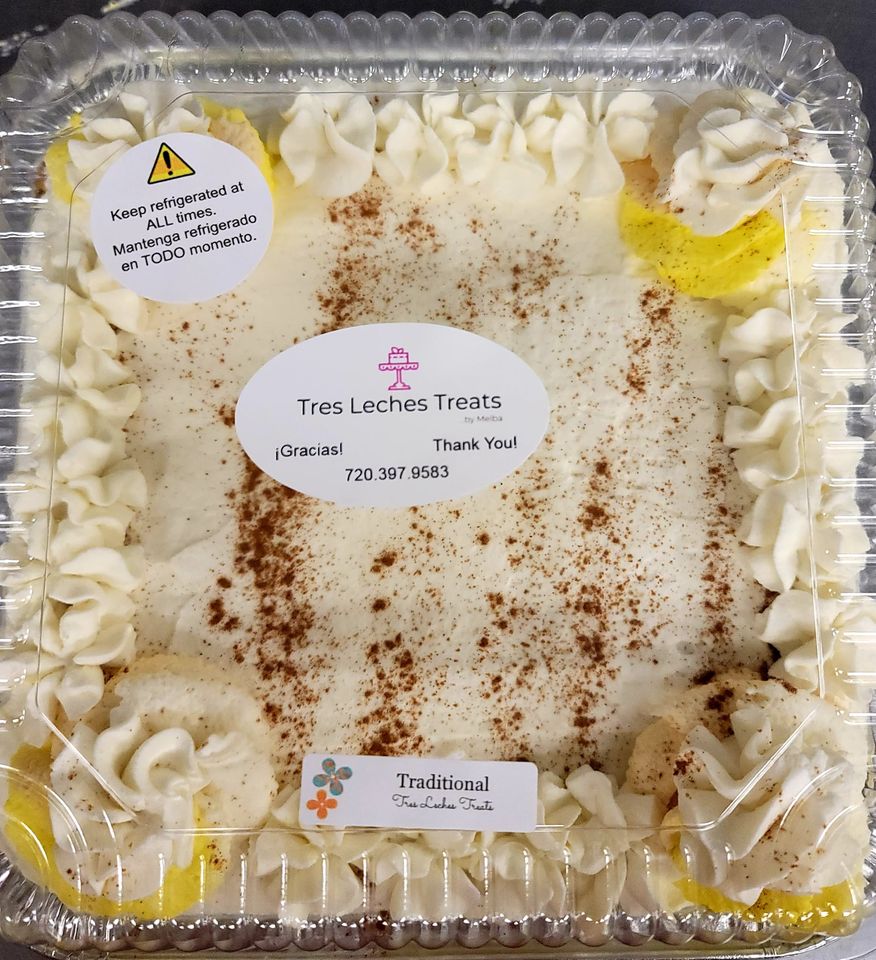 Keep refrigerated at
ALL times.
Mantenga refrigerado
en TODO momento.
Tres Leches Treats
by Melba
¡Gracias! Thank You!
720.397.9583
Traditional
Tres Leches Treats